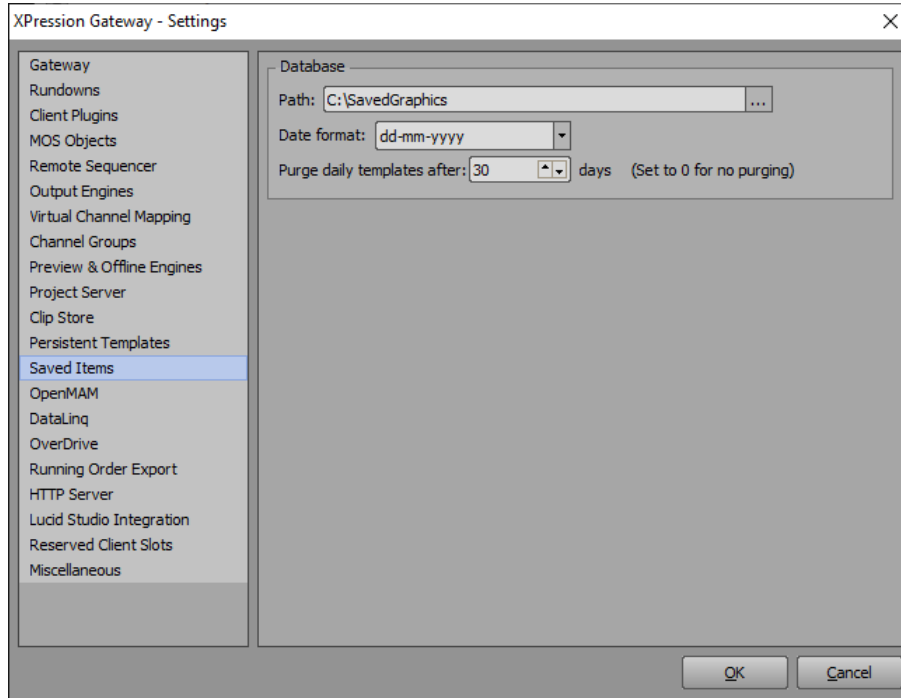 XPression Gateway - Settings
Gateway
Rundowns
Client Plugins
MOS Objects
Remote Sequencer
Output Engines
Virtual Channel Mapping
Channel Groups
Preview & Offline Engines
Project Server
Clip Store
Persistent Templates
Saved Items
OpenMAM
DataLinq
OverDrive
Running Order Export
HTTP Server
Lucid Studio Integration
Reserved Client Slots
Miscellaneous
Database
Path: C:\SavedGraphics ...
Date format: dd-mm-yyyy
Purge daily templates after: 30 days (Set to 0 for no purging)
OK Cancel